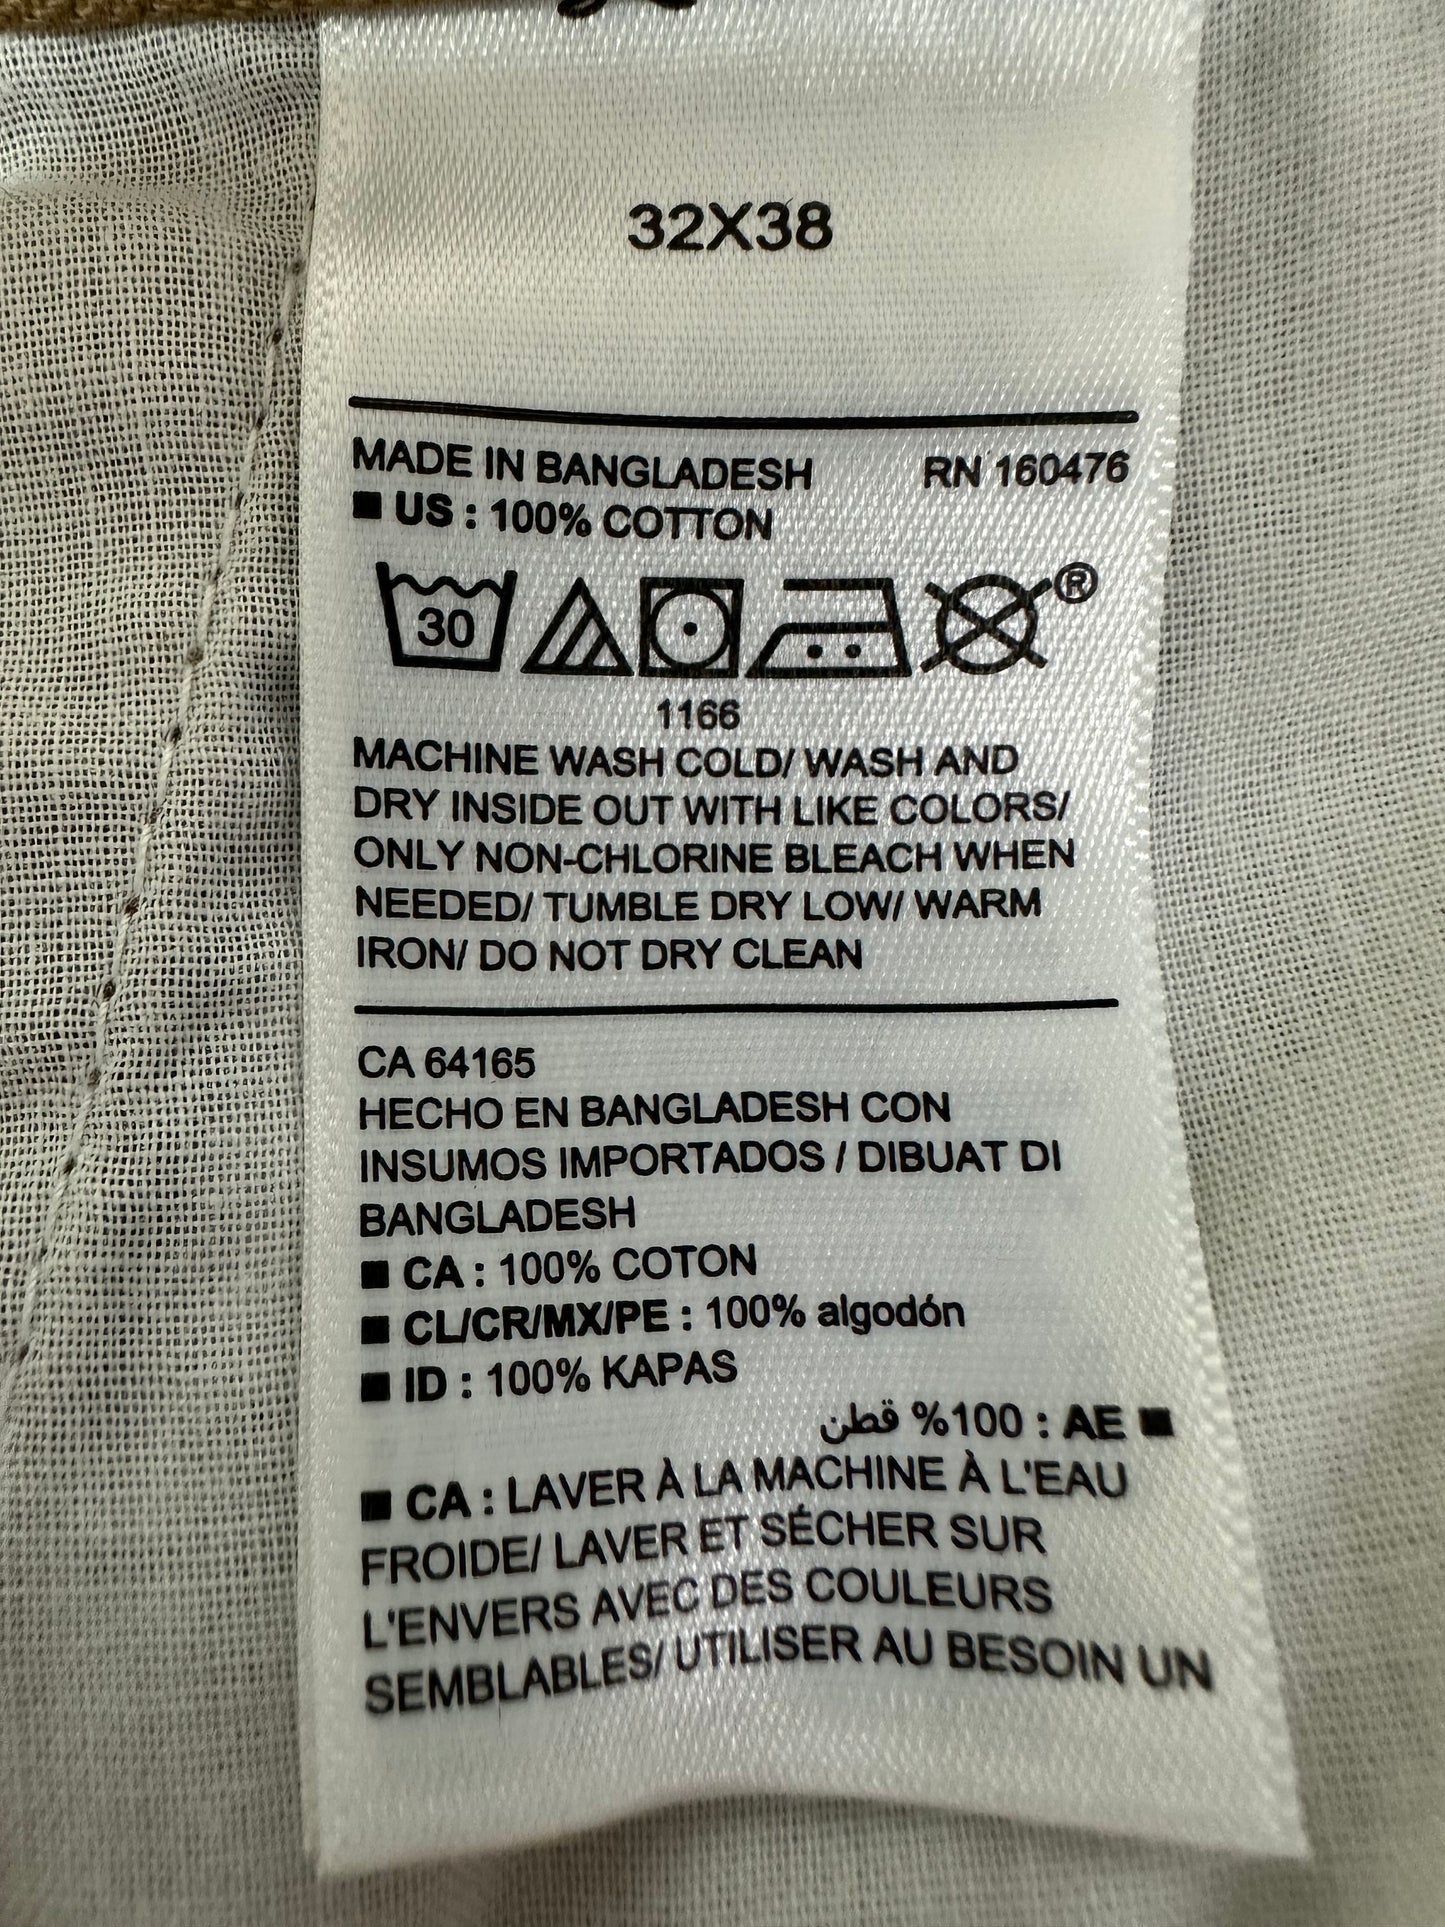 32X38
MADE IN BANGLADESH RN 160476
■ US : 100% COTTON
30 ®
1166
MACHINE WASH COLD/ WASH AND
DRY INSIDE OUT WITH LIKE COLORS/
ONLY NON-CHLORINE BLEACH WHEN
NEEDED/ TUMBLE DRY LOW/ WARM
IRON/ DO NOT DRY CLEAN
CA 64165
HECHO EN BANGLADESH CON
INSUMOS IMPORTADOS / DIBUAT DI
BANGLADESH
■ CA : 100% COTON
■ CL/CR/MX/PE : 100% algodón
■ ID : 100% KAPAS
■ AE : 100% قطن
■ CA : LAVER À LA MACHINE À L'EAU
FROIDE/ LAVER ET SÉCHER SUR
L'ENVERS AVEC DES COULEURS
SEMBLABLES/ UTILISER AU BESOIN UN